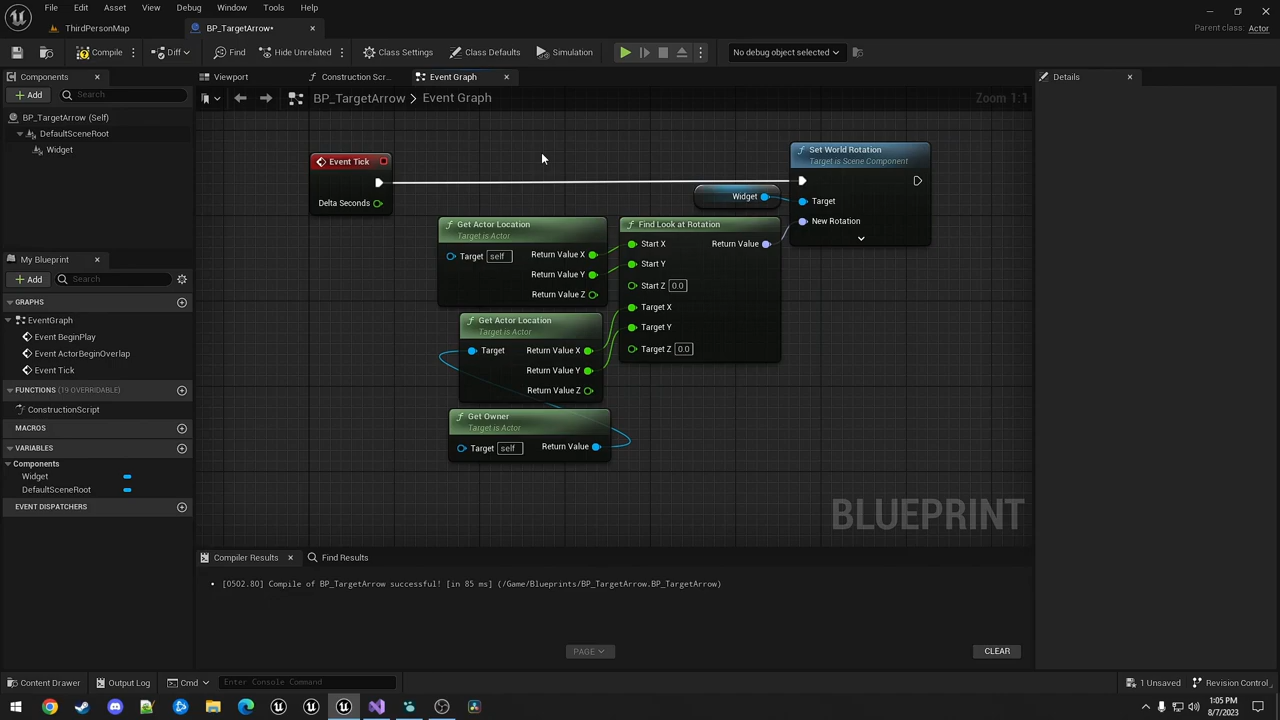 File Edit Asset View Debug Window Tools Help
ThirdPersonMap
BP_TargetArrow•
Parent class: Actor
Compile
Diff
Find
Hide Unrelated
Class Settings
Class Defaults
Simulation
No debug object selected
Components
Viewport
Construction Scr...
Event Graph
Details
Add
Search
BP_TargetArrow > Event Graph
Zoom 1:1
BP_TargetArrow (Self)
DefaultSceneRoot
Widget
Event Tick
Delta Seconds
Set World Rotation
Target is Scene Component
Widget
Target
New Rotation
Get Actor Location
Target is Actor
Target self
Return Value X
Return Value Y
Return Value Z
Find Look at Rotation
Start X
Return Value
Start Y
Start Z 0.0
Target X
Target Y
Target Z 0.0
Get Actor Location
Target is Actor
Target
Return Value X
Return Value Y
Return Value Z
Get Owner
Target is Actor
Target self
Return Value
BLUEPRINT
My Blueprint
Add
Search
GRAPHS
EventGraph
Event BeginPlay
Event ActorBeginOverlap
Event Tick
FUNCTIONS (19 OVERRIDABLE)
ConstructionScript
MACROS
VARIABLES
Components
Widget
DefaultSceneRoot
EVENT DISPATCHERS
Compiler Results
Find Results
• [0502.80] Compile of BP_TargetArrow successful! [in 85 ms] (/Game/Blueprints/BP_TargetArrow.BP_TargetArrow)
PAGE
CLEAR
Content Drawer
Output Log
Cmd
Enter Console Command
1 Unsaved
Revision Control
1:05 PM
8/7/2023